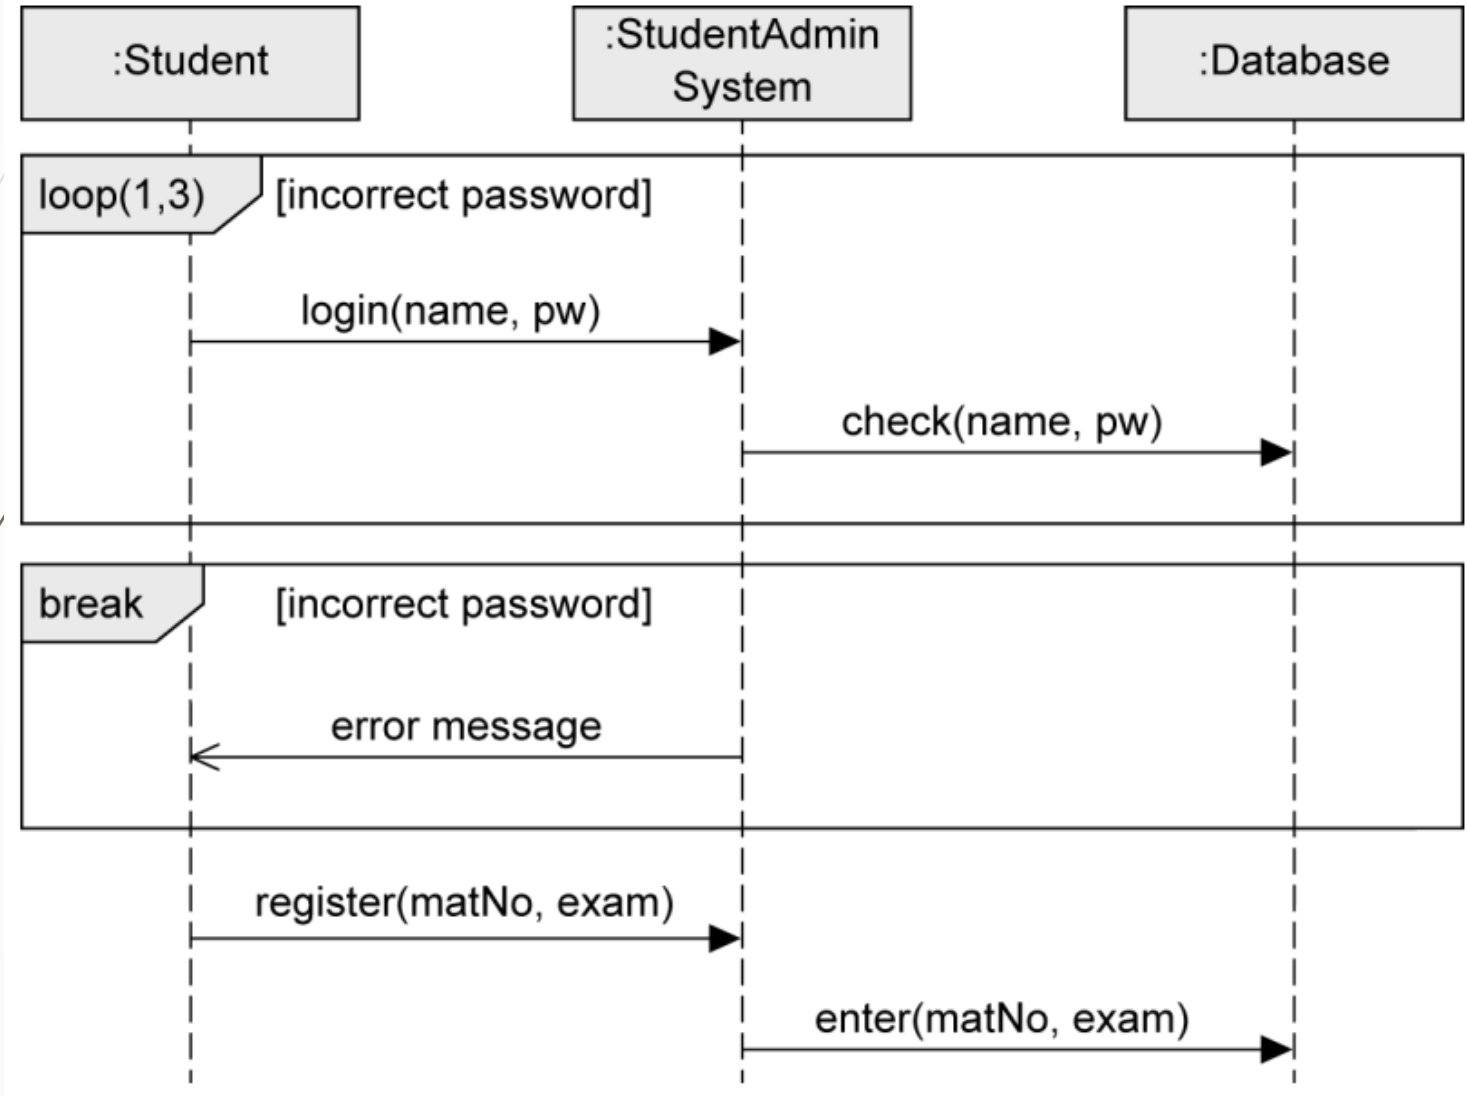 :Student
:StudentAdmin
System
:Database
loop(1,3)
[incorrect password]
login(name, pw)
check(name, pw)
break
[incorrect password]
error message
register(matNo, exam)
enter(matNo, exam)